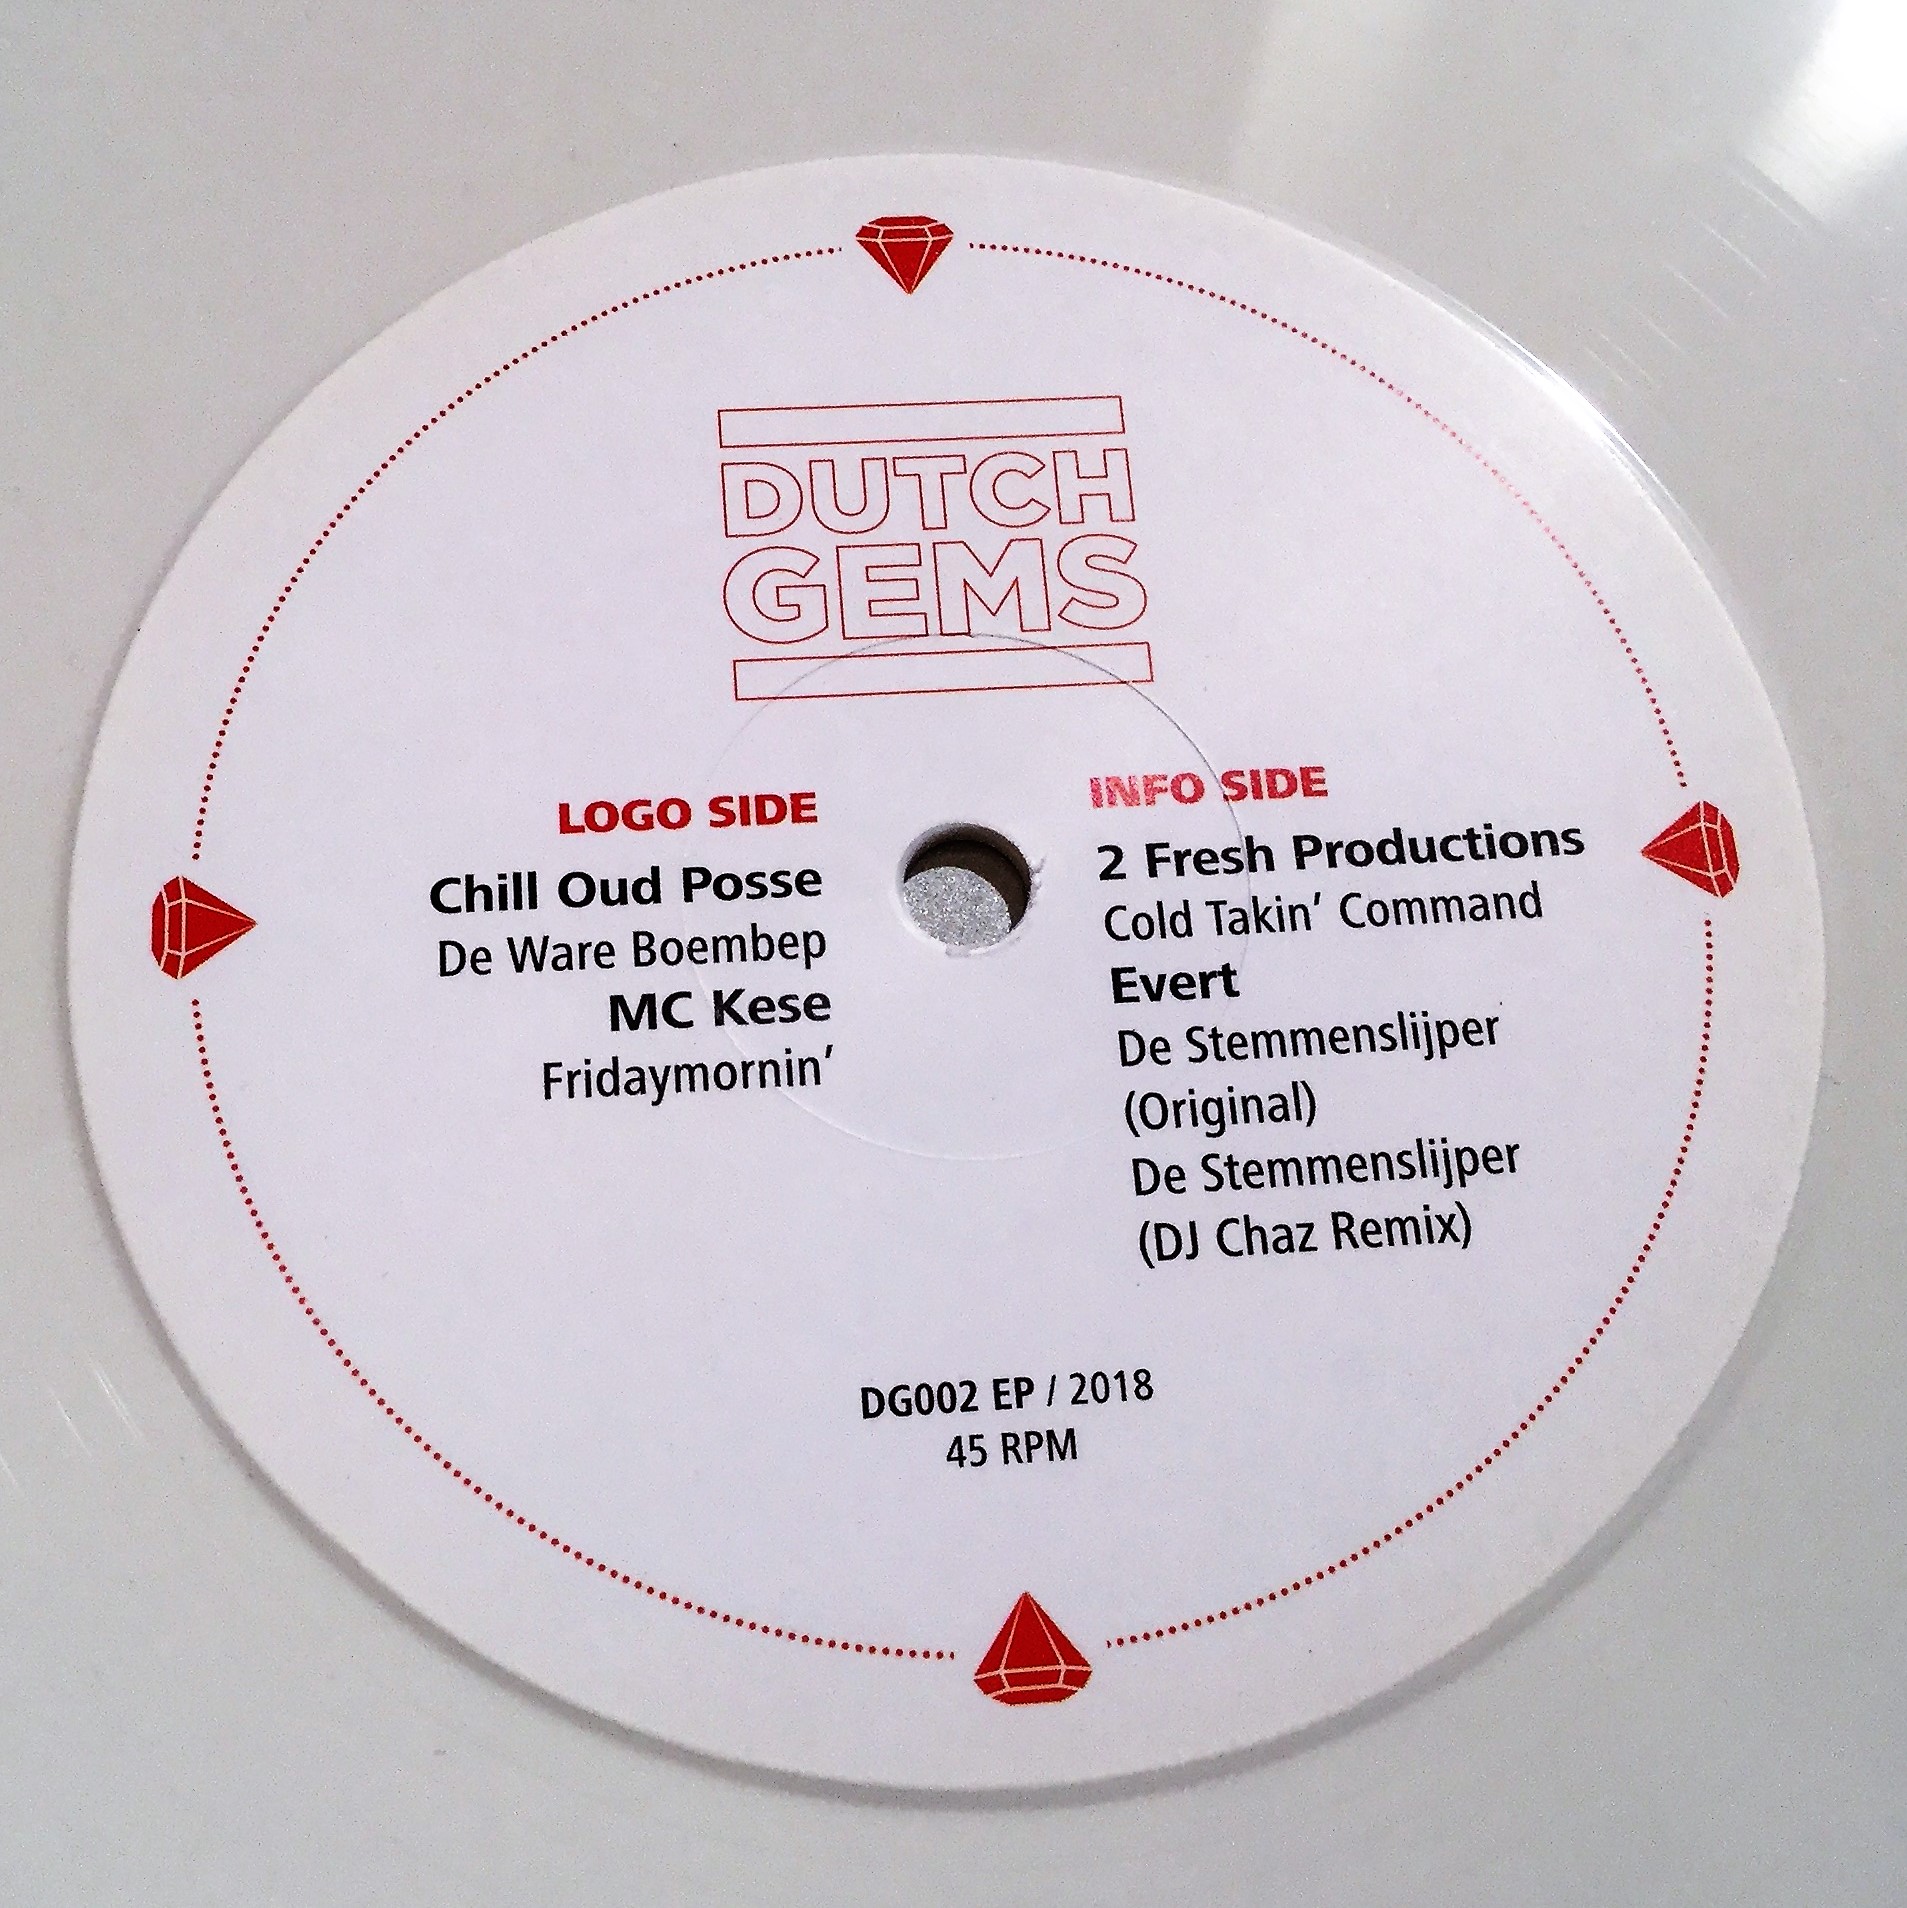 DUTCH
GEMS
LOGO SIDE
Chill Oud Posse
De Ware Boembep
MC Kese
Fridaymornin’
INFO SIDE
2 Fresh Productions
Cold Takin’ Command
Evert
De Stemmenslijper
(Original)
De Stemmenslijper
(DJ Chaz Remix)
DG002 EP / 2018
45 RPM